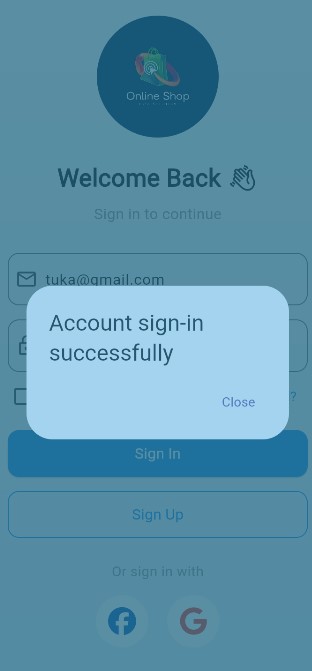 Online Shop
Welcome Back 👋
Sign in to continue
tuka@gmail.com
Account sign-in
successfully
Close
?
Sign In
Sign Up
Or sign in with